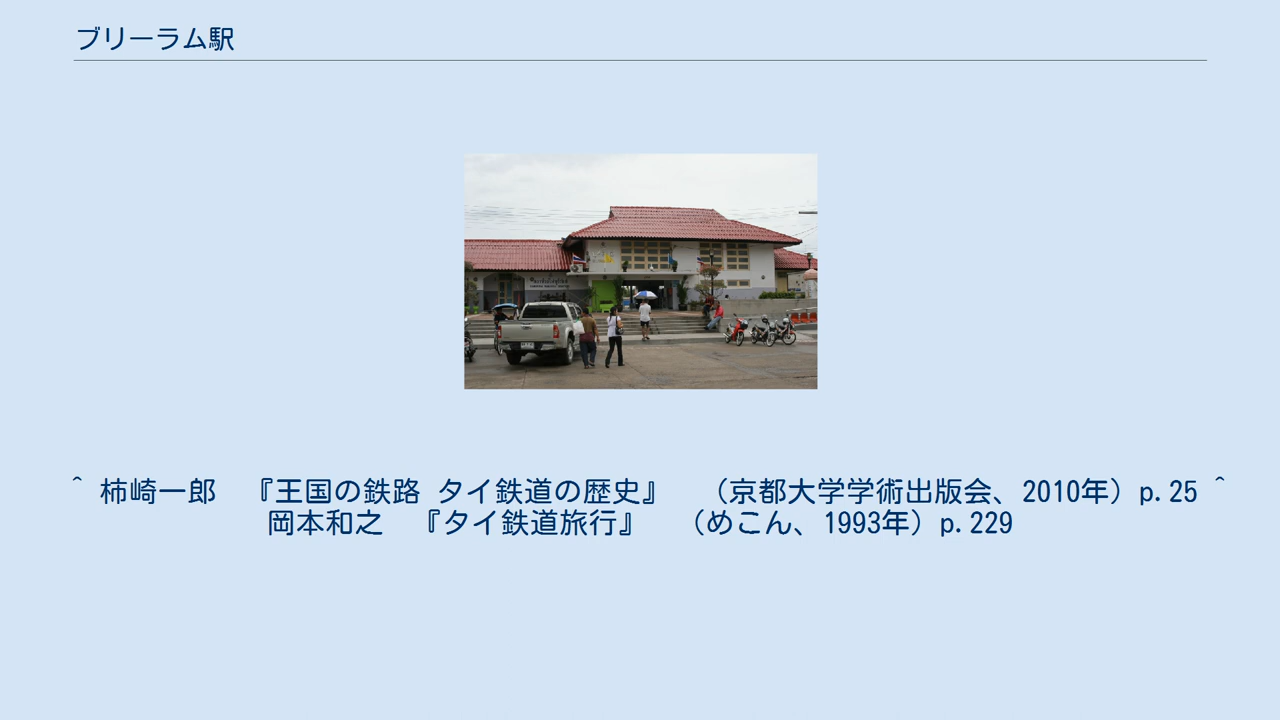 ブリーラム駅
^ 柿崎一郎　『王国の鉄路 タイ鉄道の歴史』　（京都大学学術出版会、2010年）p.25 ^
岡本和之　『タイ鉄道旅行』　（めこん、1993年）p.229